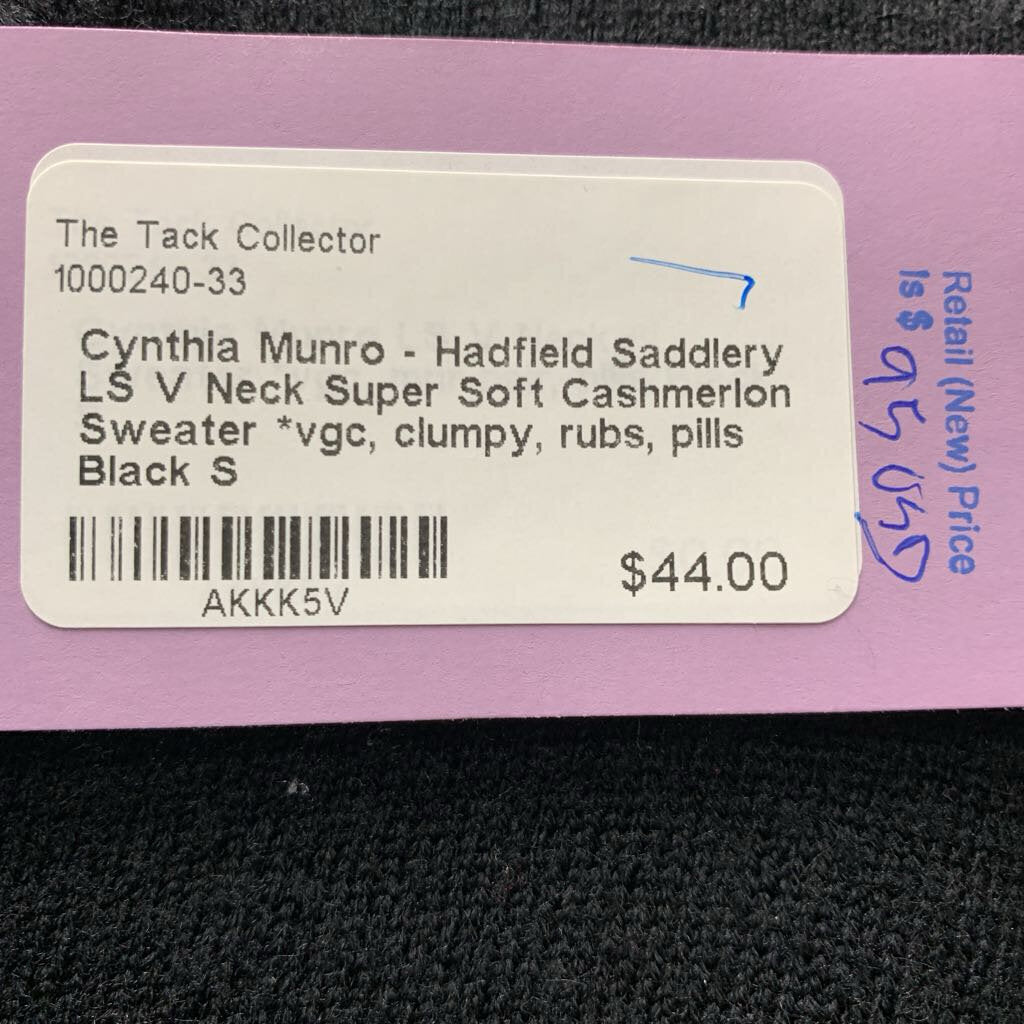 The Tack Collector
1000240-33
Cynthia Munro - Hadfield Saddlery
LS V Neck Super Soft Cashmerlon
Sweater *vgc, clumpy, rubs, pills
Black S
AKKK5V
$44.00
Retail (New) Price
Is $ 95 USD